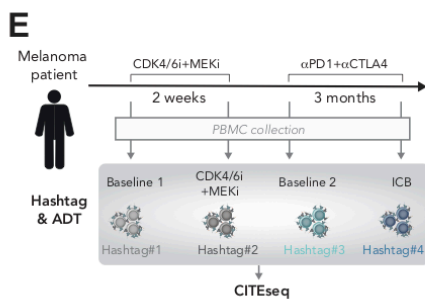 E
Melanoma
patient
CDK4/6i+MEKi
αPD1+αCTLA4
2 weeks
3 months
PBMC collection
Hashtag
& ADT
Baseline 1
CDK4/6i
+MEKi
Baseline 2
ICB
Hashtag#1
Hashtag#2
Hashtag#3
Hashtag#4
CITEseq